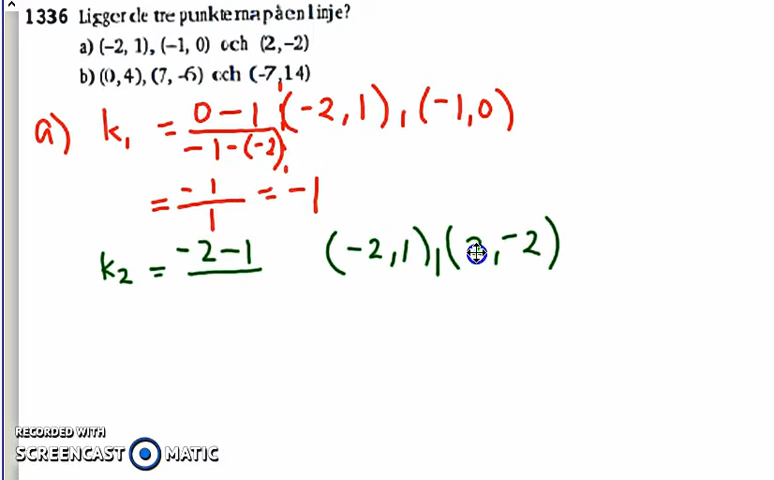 1336 Ligger de tre punkterna på en linje?
a) (-2, 1), (-1, 0) och (2,-2)
b) (0,4), (7, -6) och (-7,14)
a) k₁ = 0-1 / -1-(-2) (-2,1), (-1,0)
= -1 / 1 = -1
k₂ = -2-1 (-2,1), (2,-2)
RECORDED WITH
SCREENCAST MATIC